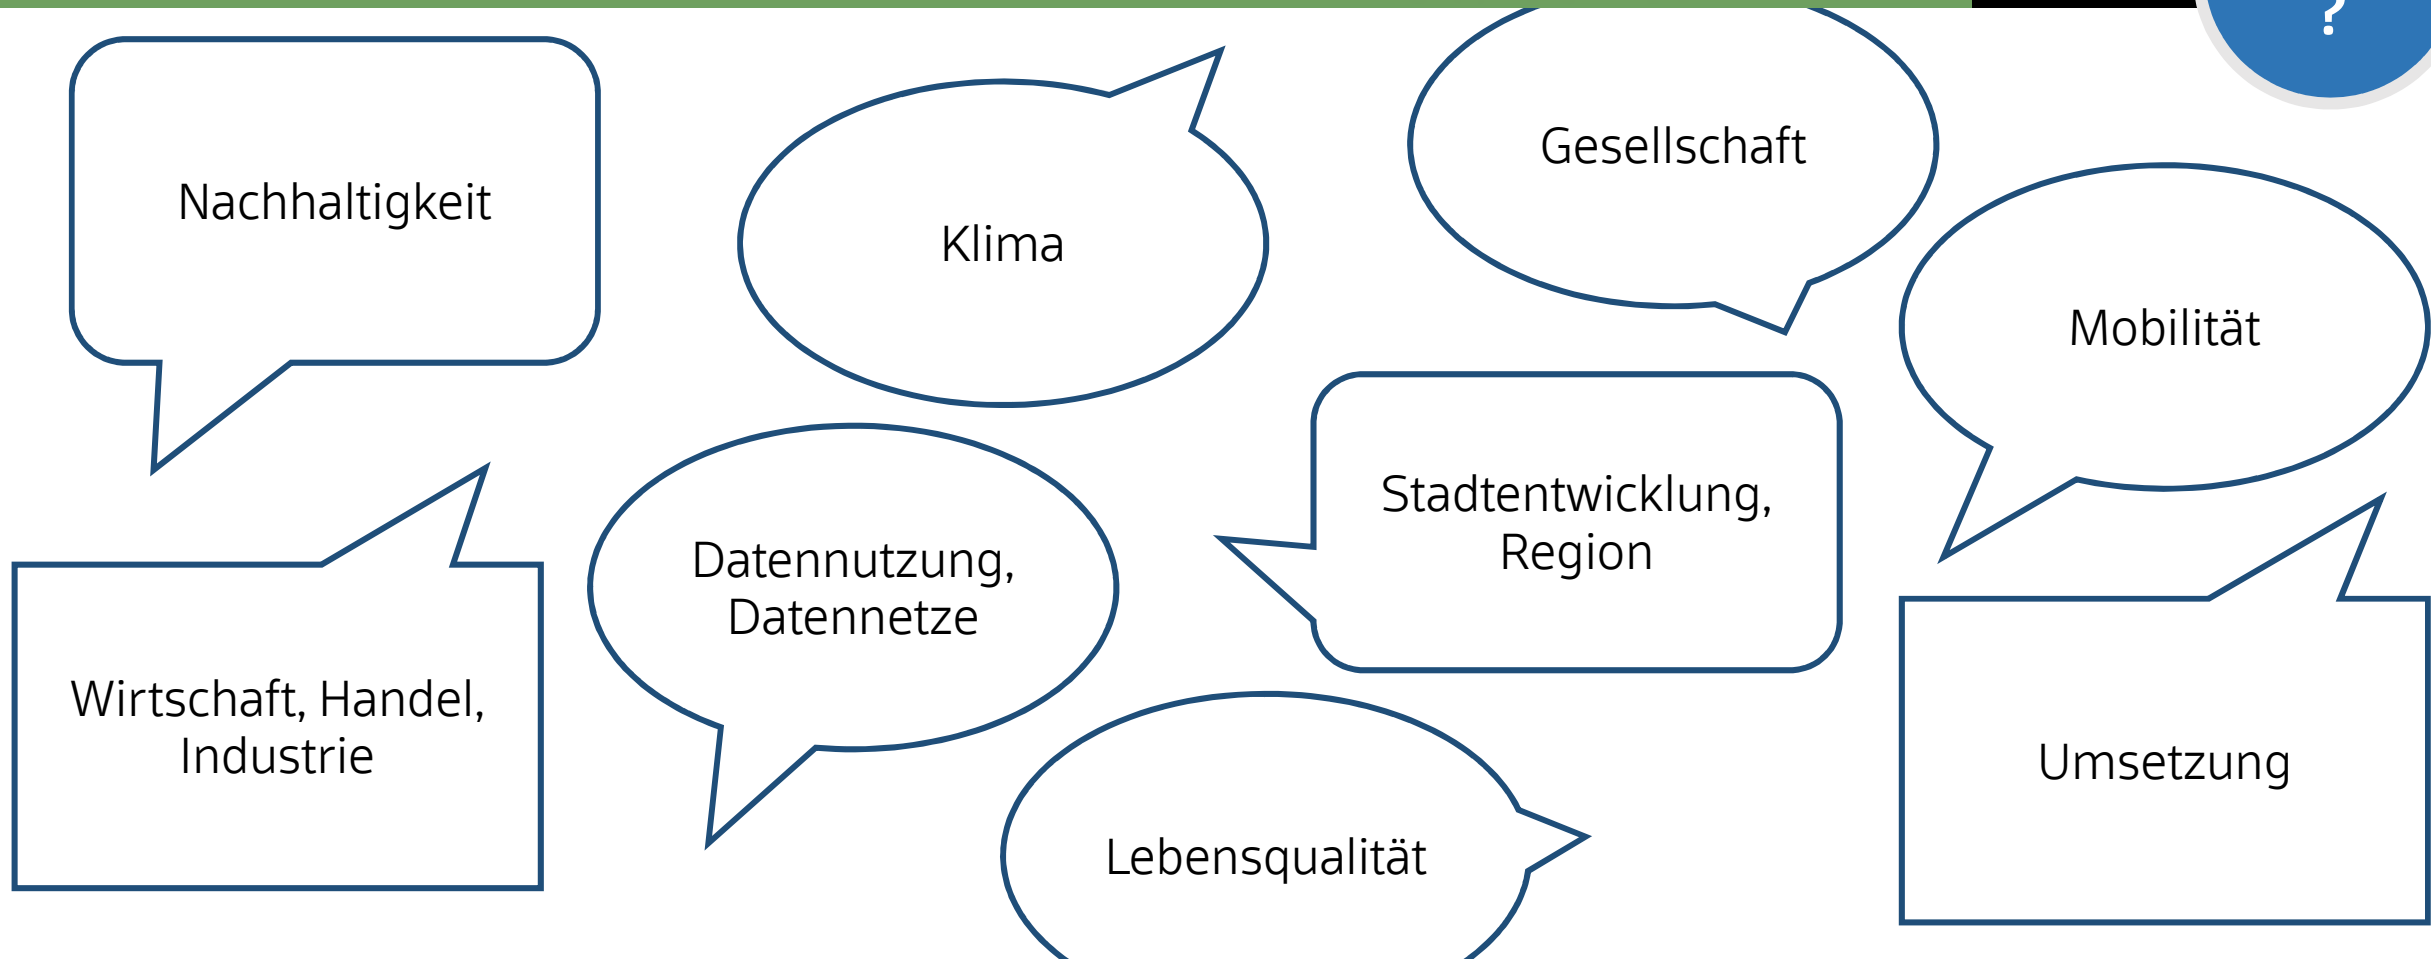 ?
Gesellschaft
Nachhaltigkeit
Klima
Mobilität
Stadtentwicklung,
Region
Datennutzung,
Datennetze
Wirtschaft, Handel,
Industrie
Umsetzung
Lebensqualität